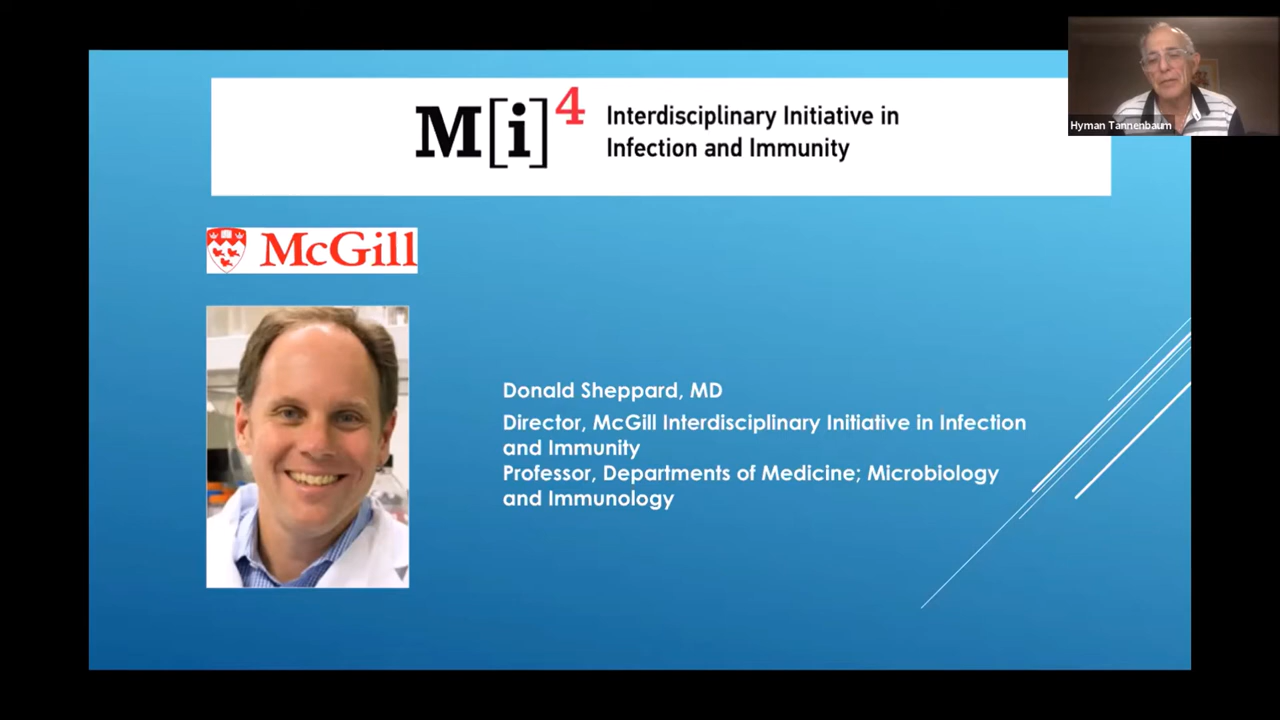 M[i]4 Interdisciplinary Initiative in
Infection and Immunity
Hyman Tannenbaum
McGill
Donald Sheppard, MD
Director, McGill Interdisciplinary Initiative in Infection
and Immunity
Professor, Departments of Medicine; Microbiology
and Immunology